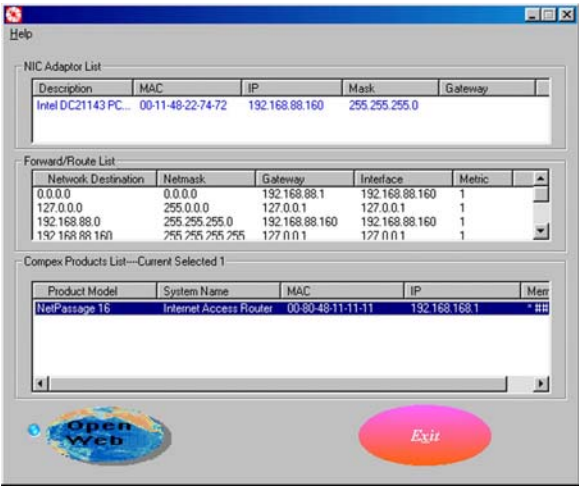 Help
NIC Adaptor List
Description MAC IP Mask Gateway
Intel DC21143 PC... 00-11-48-22-74-72 192.168.88.160 255.255.255.0
Forward/Route List
Network Destination Netmask Gateway Interface Metric
0.0.0.0 0.0.0.0 192.168.88.1 192.168.88.160 1
127.0.0.0 255.0.0.0 127.0.0.1 127.0.0.1 1
192.168.88.0 255.255.255.0 192.168.88.160 192.168.88.160 1
192.168.88.160 255.255.255.255 127.0.0.1 127.0.0.1 1
Compex Products List----Current Selected 1
Product Model System Name MAC IP Mem
NetPassage 16 Internet Access Router 00-80-48-11-11-11 192.168.168.1 * ##
Open
Web
Exit